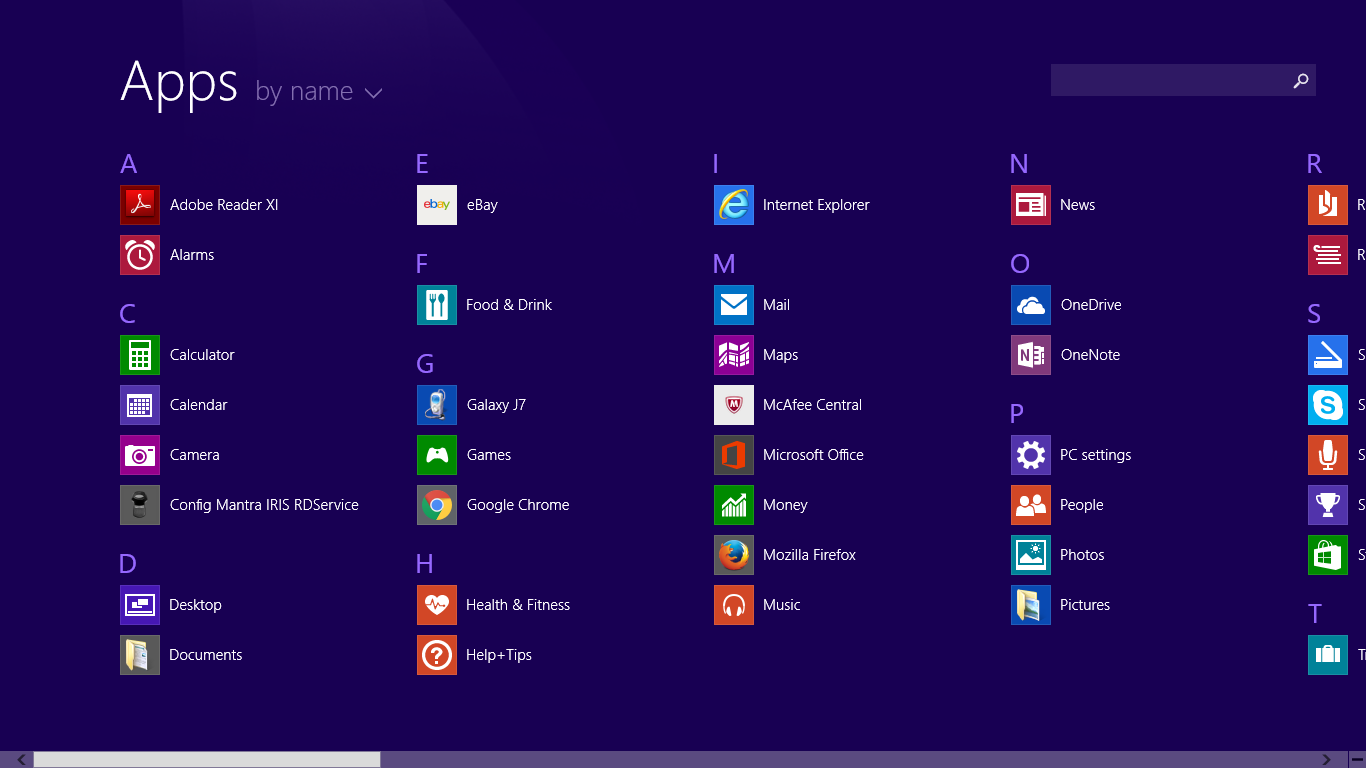 Apps by name
A
Adobe Reader XI
Alarms
C
Calculator
Calendar
Camera
Config Mantra IRIS RDService
D
Desktop
Documents
E
ebay eBay
F
Food & Drink
G
Galaxy J7
Games
Google Chrome
H
Health & Fitness
Help+Tips
I
Internet Explorer
M
Mail
Maps
McAfee Central
Microsoft Office
Money
Mozilla Firefox
Music
N
News
O
OneDrive
OneNote
P
PC settings
People
Photos
Pictures
R
R
R
S
S
S
S
S
St
T